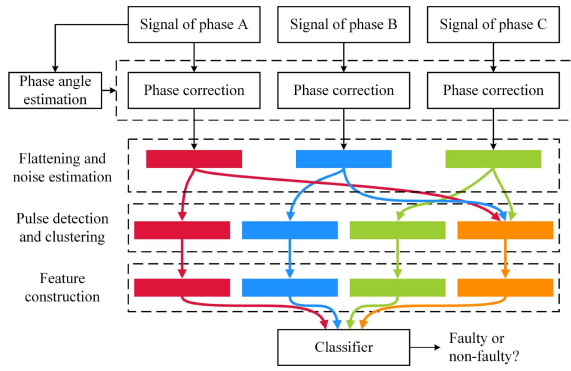 Signal of phase A
Signal of phase B
Signal of phase C
Phase angle
estimation
Phase correction
Phase correction
Phase correction
Flattening and
noise estimation
Pulse detection
and clustering
Feature
construction
Classifier
Faulty or
non-faulty?